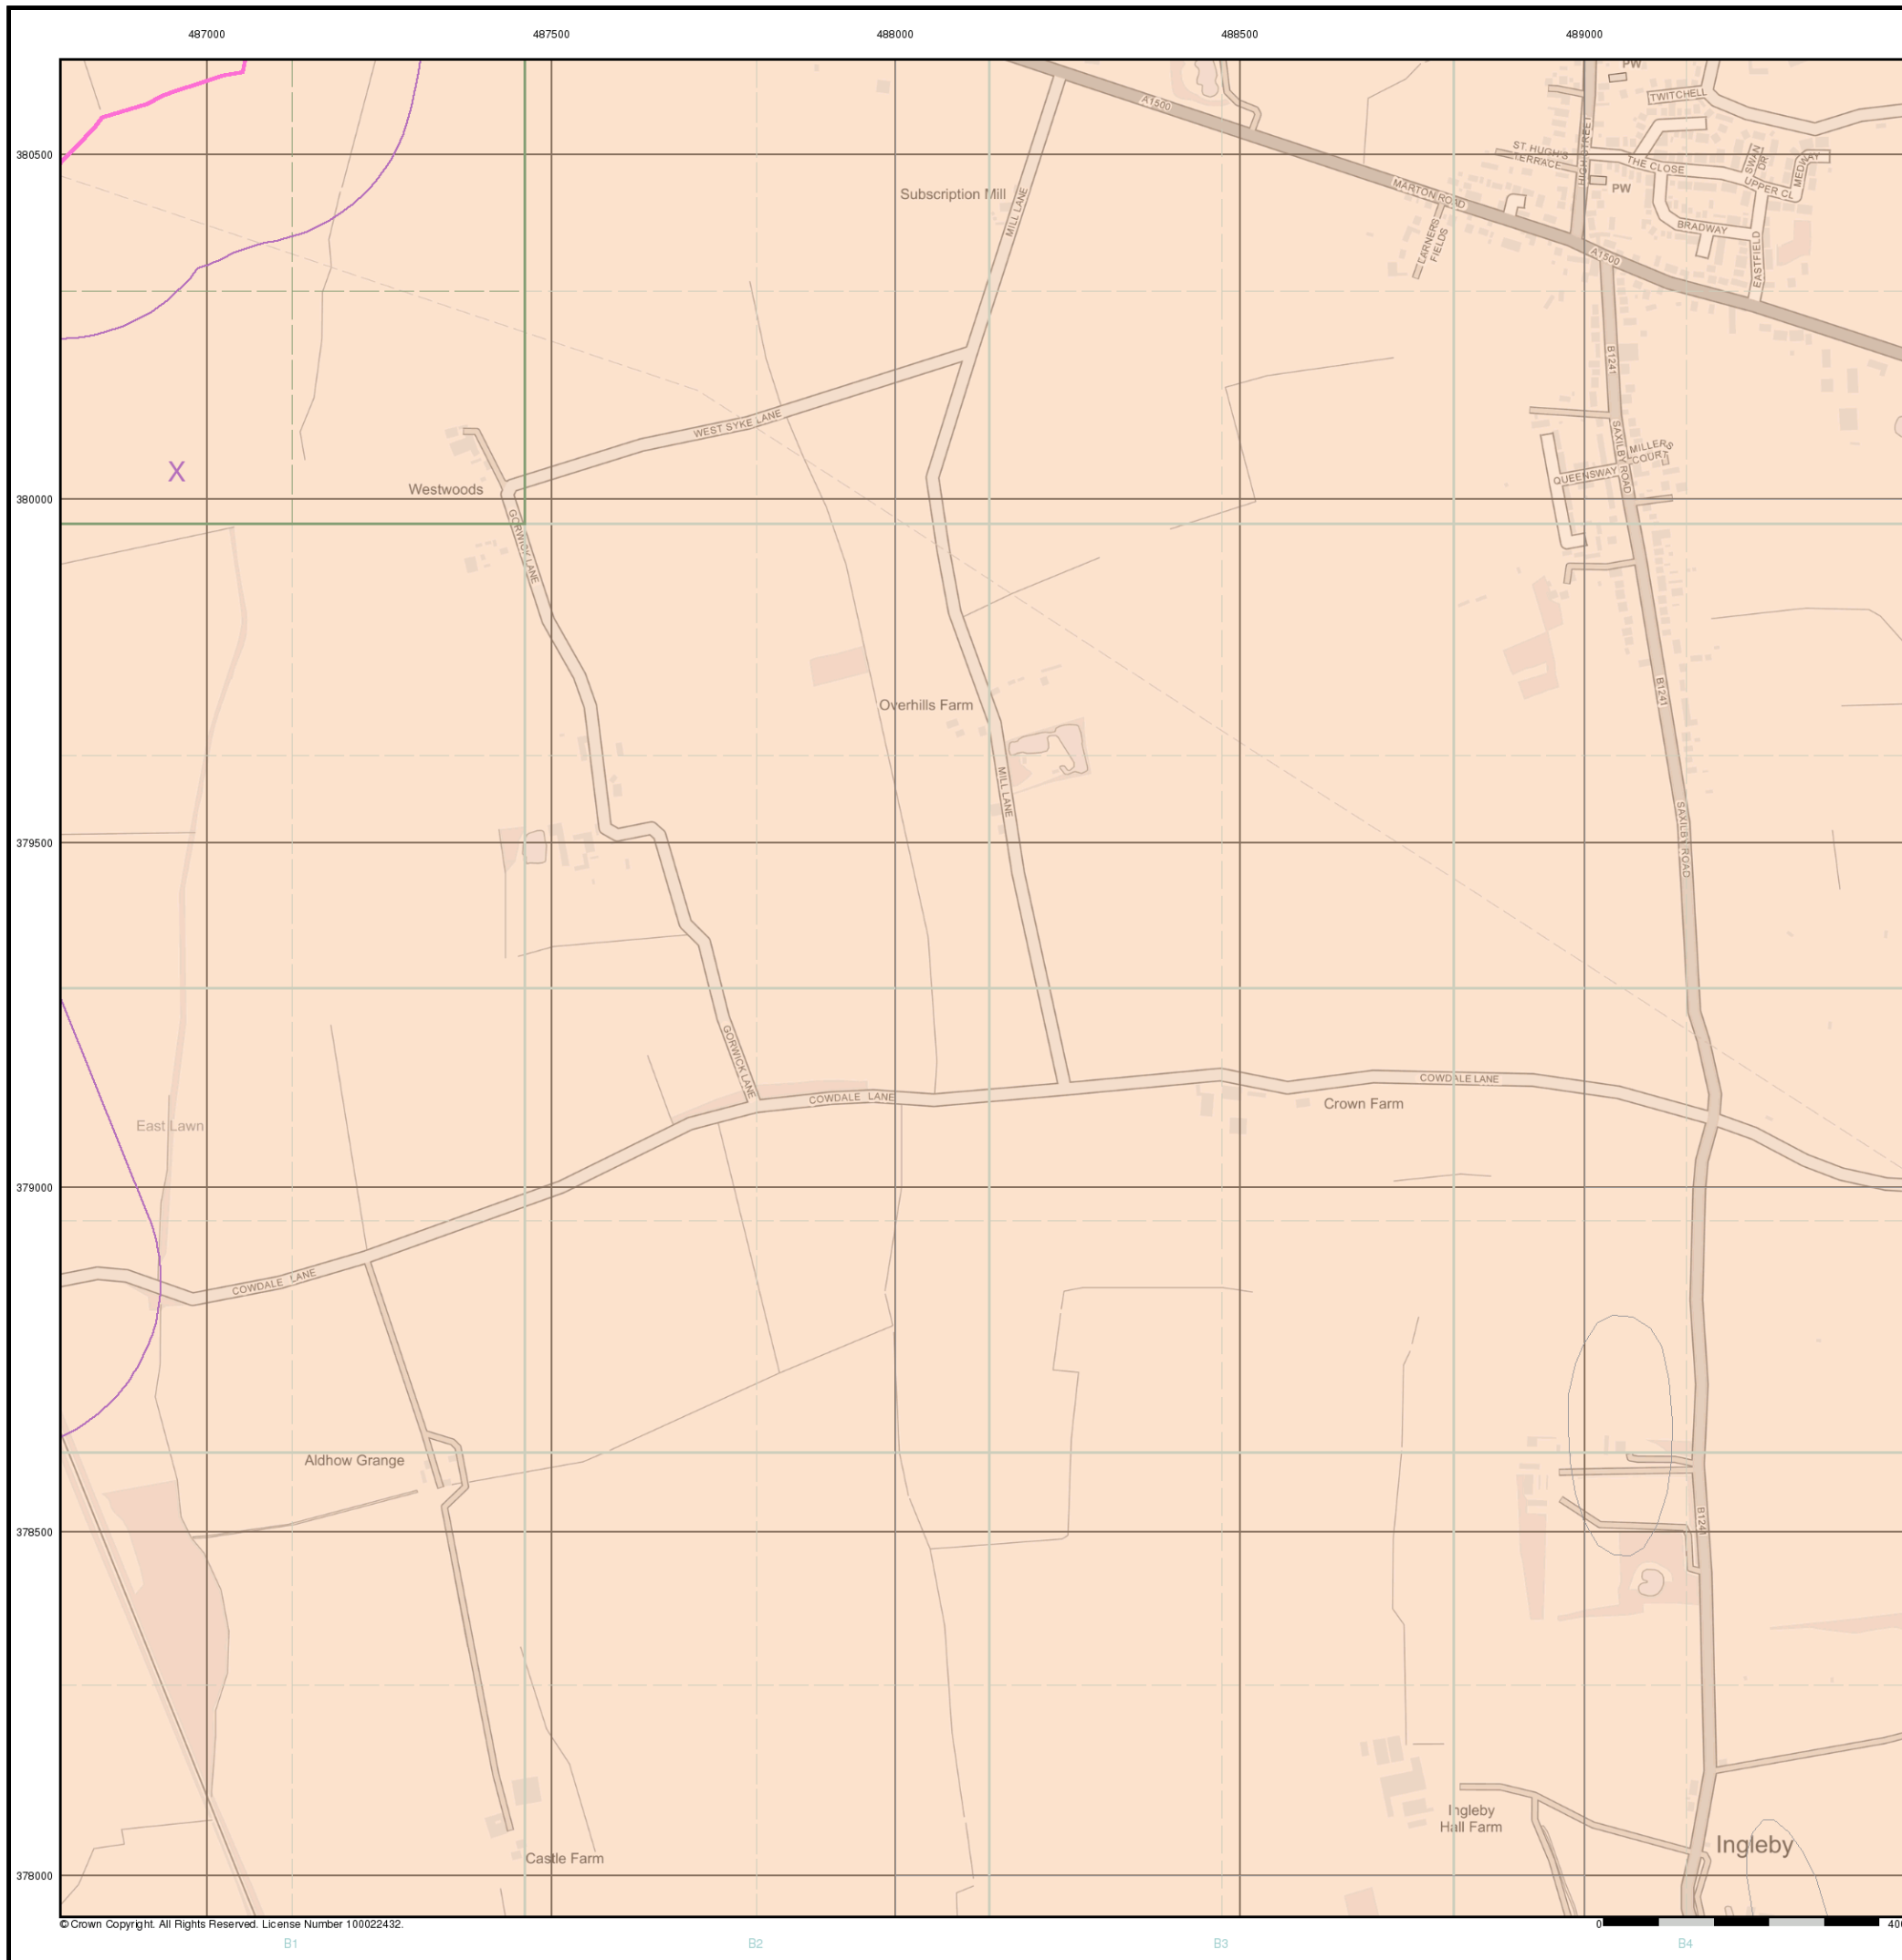 487000 487500 488000 488500 489000
PW
TWITCHELL
A1500
HIGH STREET
380500
ST. HUGH'S
TERRACE
THE CLOSE
SWAN
DR
MEDWAY
UPPER CL
PW
Subscription Mill
MILL LANE
MARTON ROAD
BRADWAY
EASTFIELD
FIELDS
A1500
B1241
WEST SYKE LANE
SAXILBY ROAD
MILLERS
COURT
QUEENSWAY
X
Westwoods
380000
GORWICK LANE
B1241
Overhills Farm
MILL LANE
SAXILBY ROAD
379500
GORWICK LANE
COWDALE LANE
COWDALE LANE
Crown Farm
East Lawn
379000
COWDALE LANE
Aldhow Grange
378500
B1241
Ingleby
Hall Farm
Ingleby
Castle Farm
378000
© Crown Copyright. All Rights Reserved. License Number 100022432.
0 400
B1 B2 B3 B4